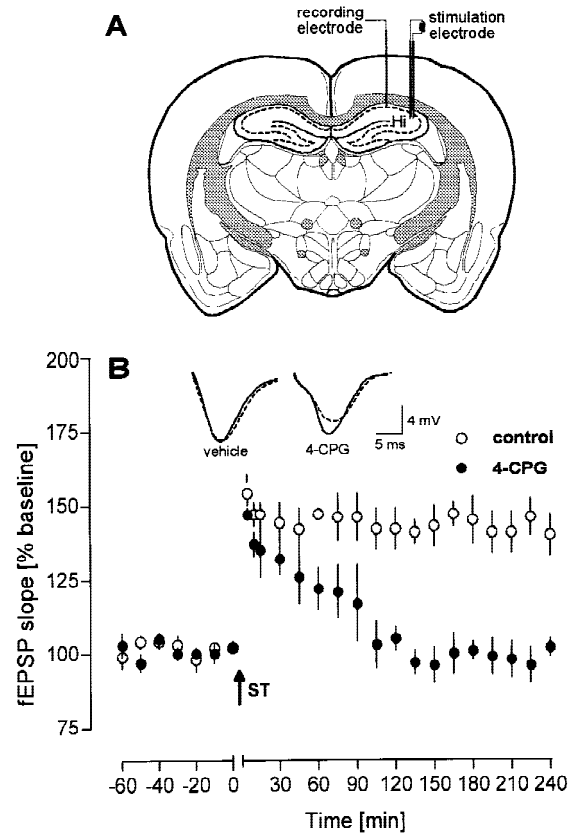 A
recording electrode
stimulation electrode
Hi
B
200
175
150
125
100
75
fEPSP slope [% baseline]
vehicle
4-CPG
4 mV
5 ms
control
4-CPG
ST
-60 -40 -20 0 30 60 90 120 150 180 210 240
Time [min]